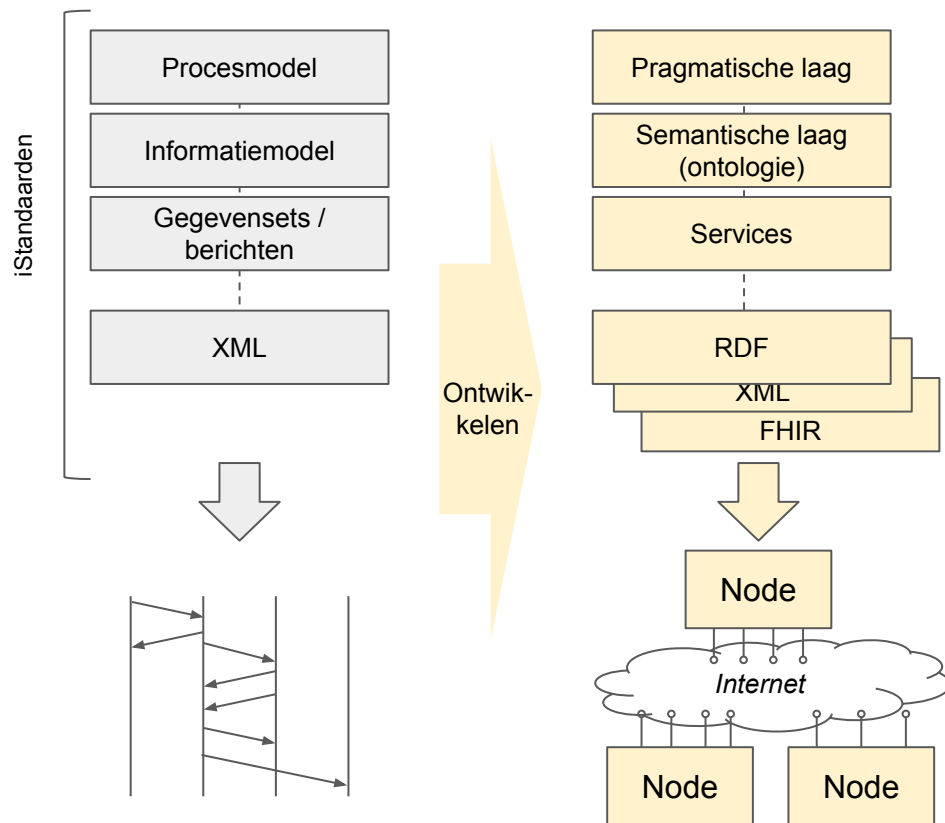 iStandaarden
Procesmodel
Informatiemodel
Gegevensets /
berichten
XML
Ontwik-
kelen
Pragmatische laag
Semantische laag
(ontologie)
Services
RDF
XML
FHIR
Node
Internet
Node
Node